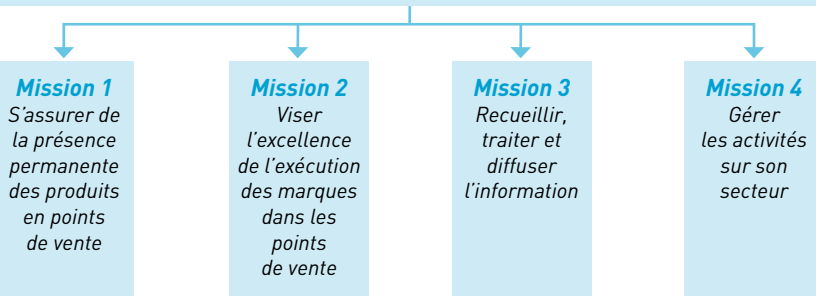 Mission 1
S'assurer de
la présence
permanente
des produits
en points
de vente
Mission 2
Viser
l'excellence
de l'exécution
des marques
dans les
points
de vente
Mission 3
Recueillir,
traiter et
diffuser
l'information
Mission 4
Gérer
les activités
sur son
secteur